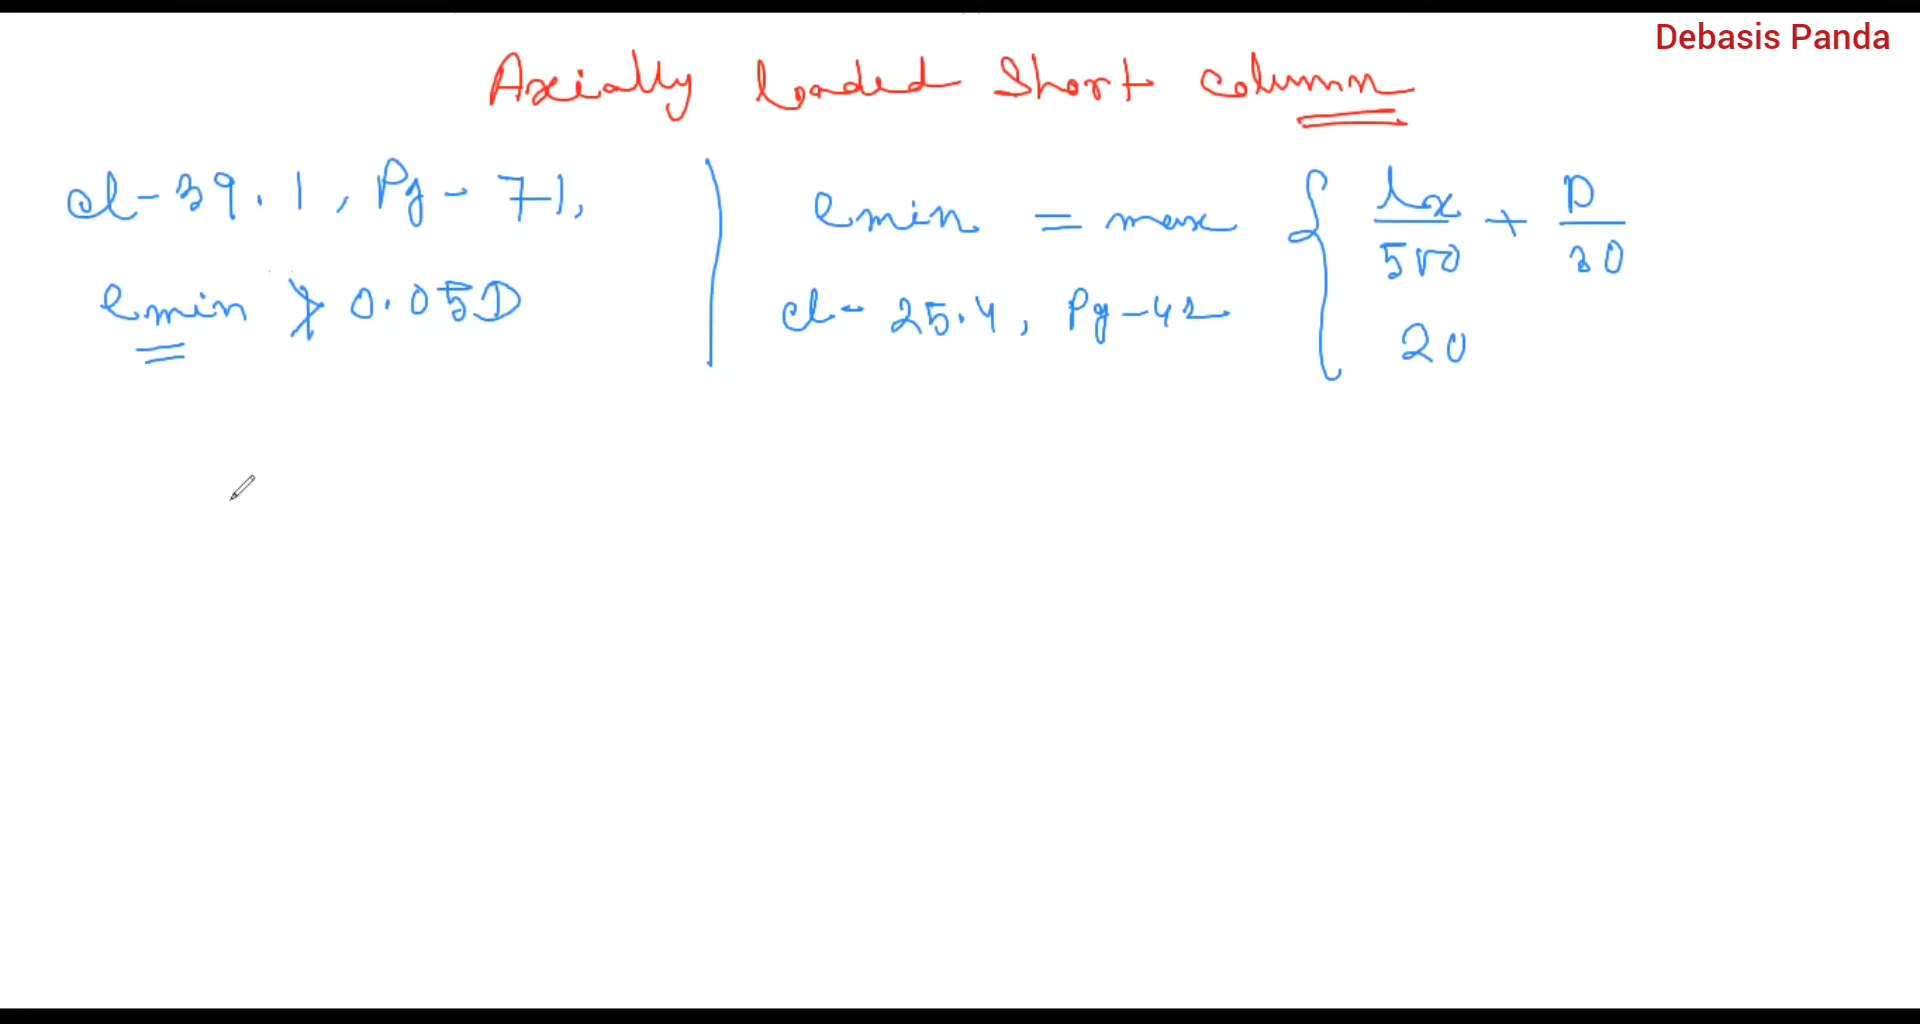 Debasis Panda
Axially loaded Short column
cl-39.1, Pg-71,
emin ≯ 0.05D
emin = max { lx/500 + D/30
cl- 25.4, Pg-42
20